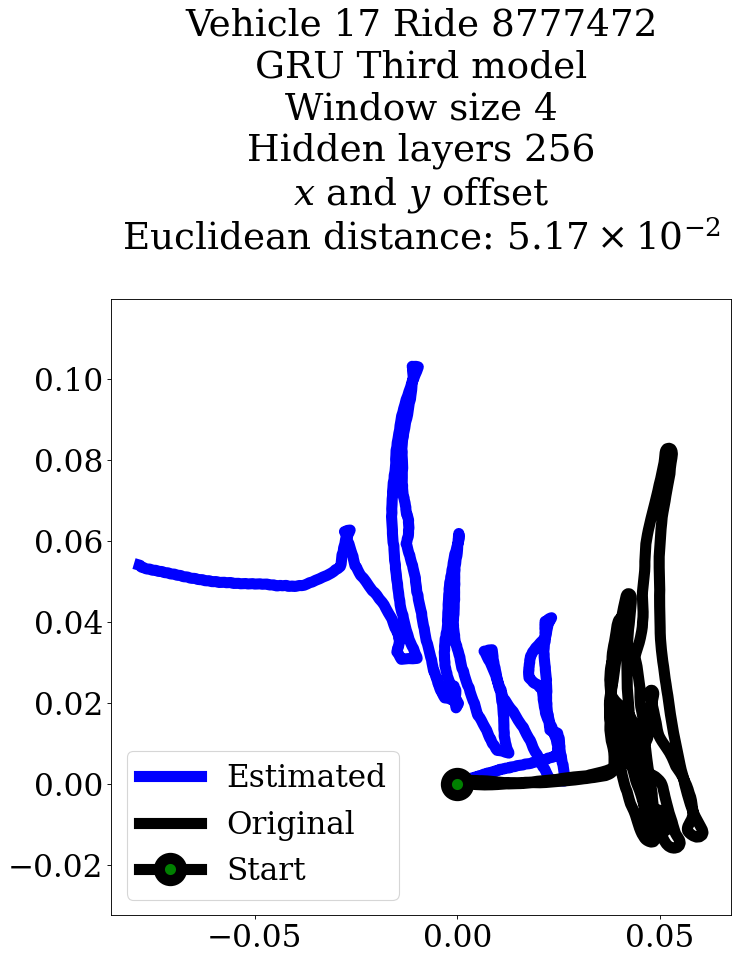 Vehicle 17 Ride 8777472
GRU Third model
Window size 4
Hidden layers 256
x and y offset
Euclidean distance: 5.17 × 10⁻²
0.10
0.08
0.06
0.04
0.02
0.00
−0.02
Estimated
Original
Start
−0.05 0.00 0.05